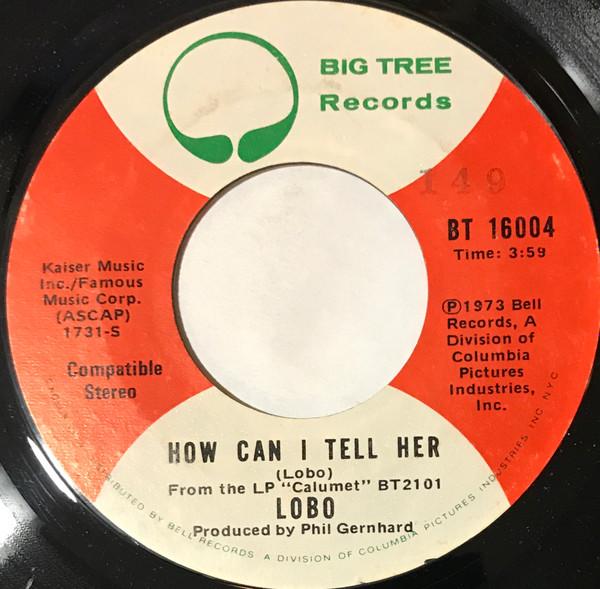 BIG TREE
Records
149
BT 16004
Time: 3:59
Kaiser Music
Inc./Famous
Music Corp.
(ASCAP)
1731-S
Compatible
Stereo
Ⓟ1973 Bell
Records, A
Division of
Columbia
Pictures
Industries,
Inc.
HOW CAN I TELL HER
(Lobo)
From the LP "Calumet" BT2101
LOBO
Produced by Phil Gernhard
DISTRIBUTED BY BELL RECORDS A DIVISION OF COLUMBIA PICTURES INDUSTRIES INC NYC